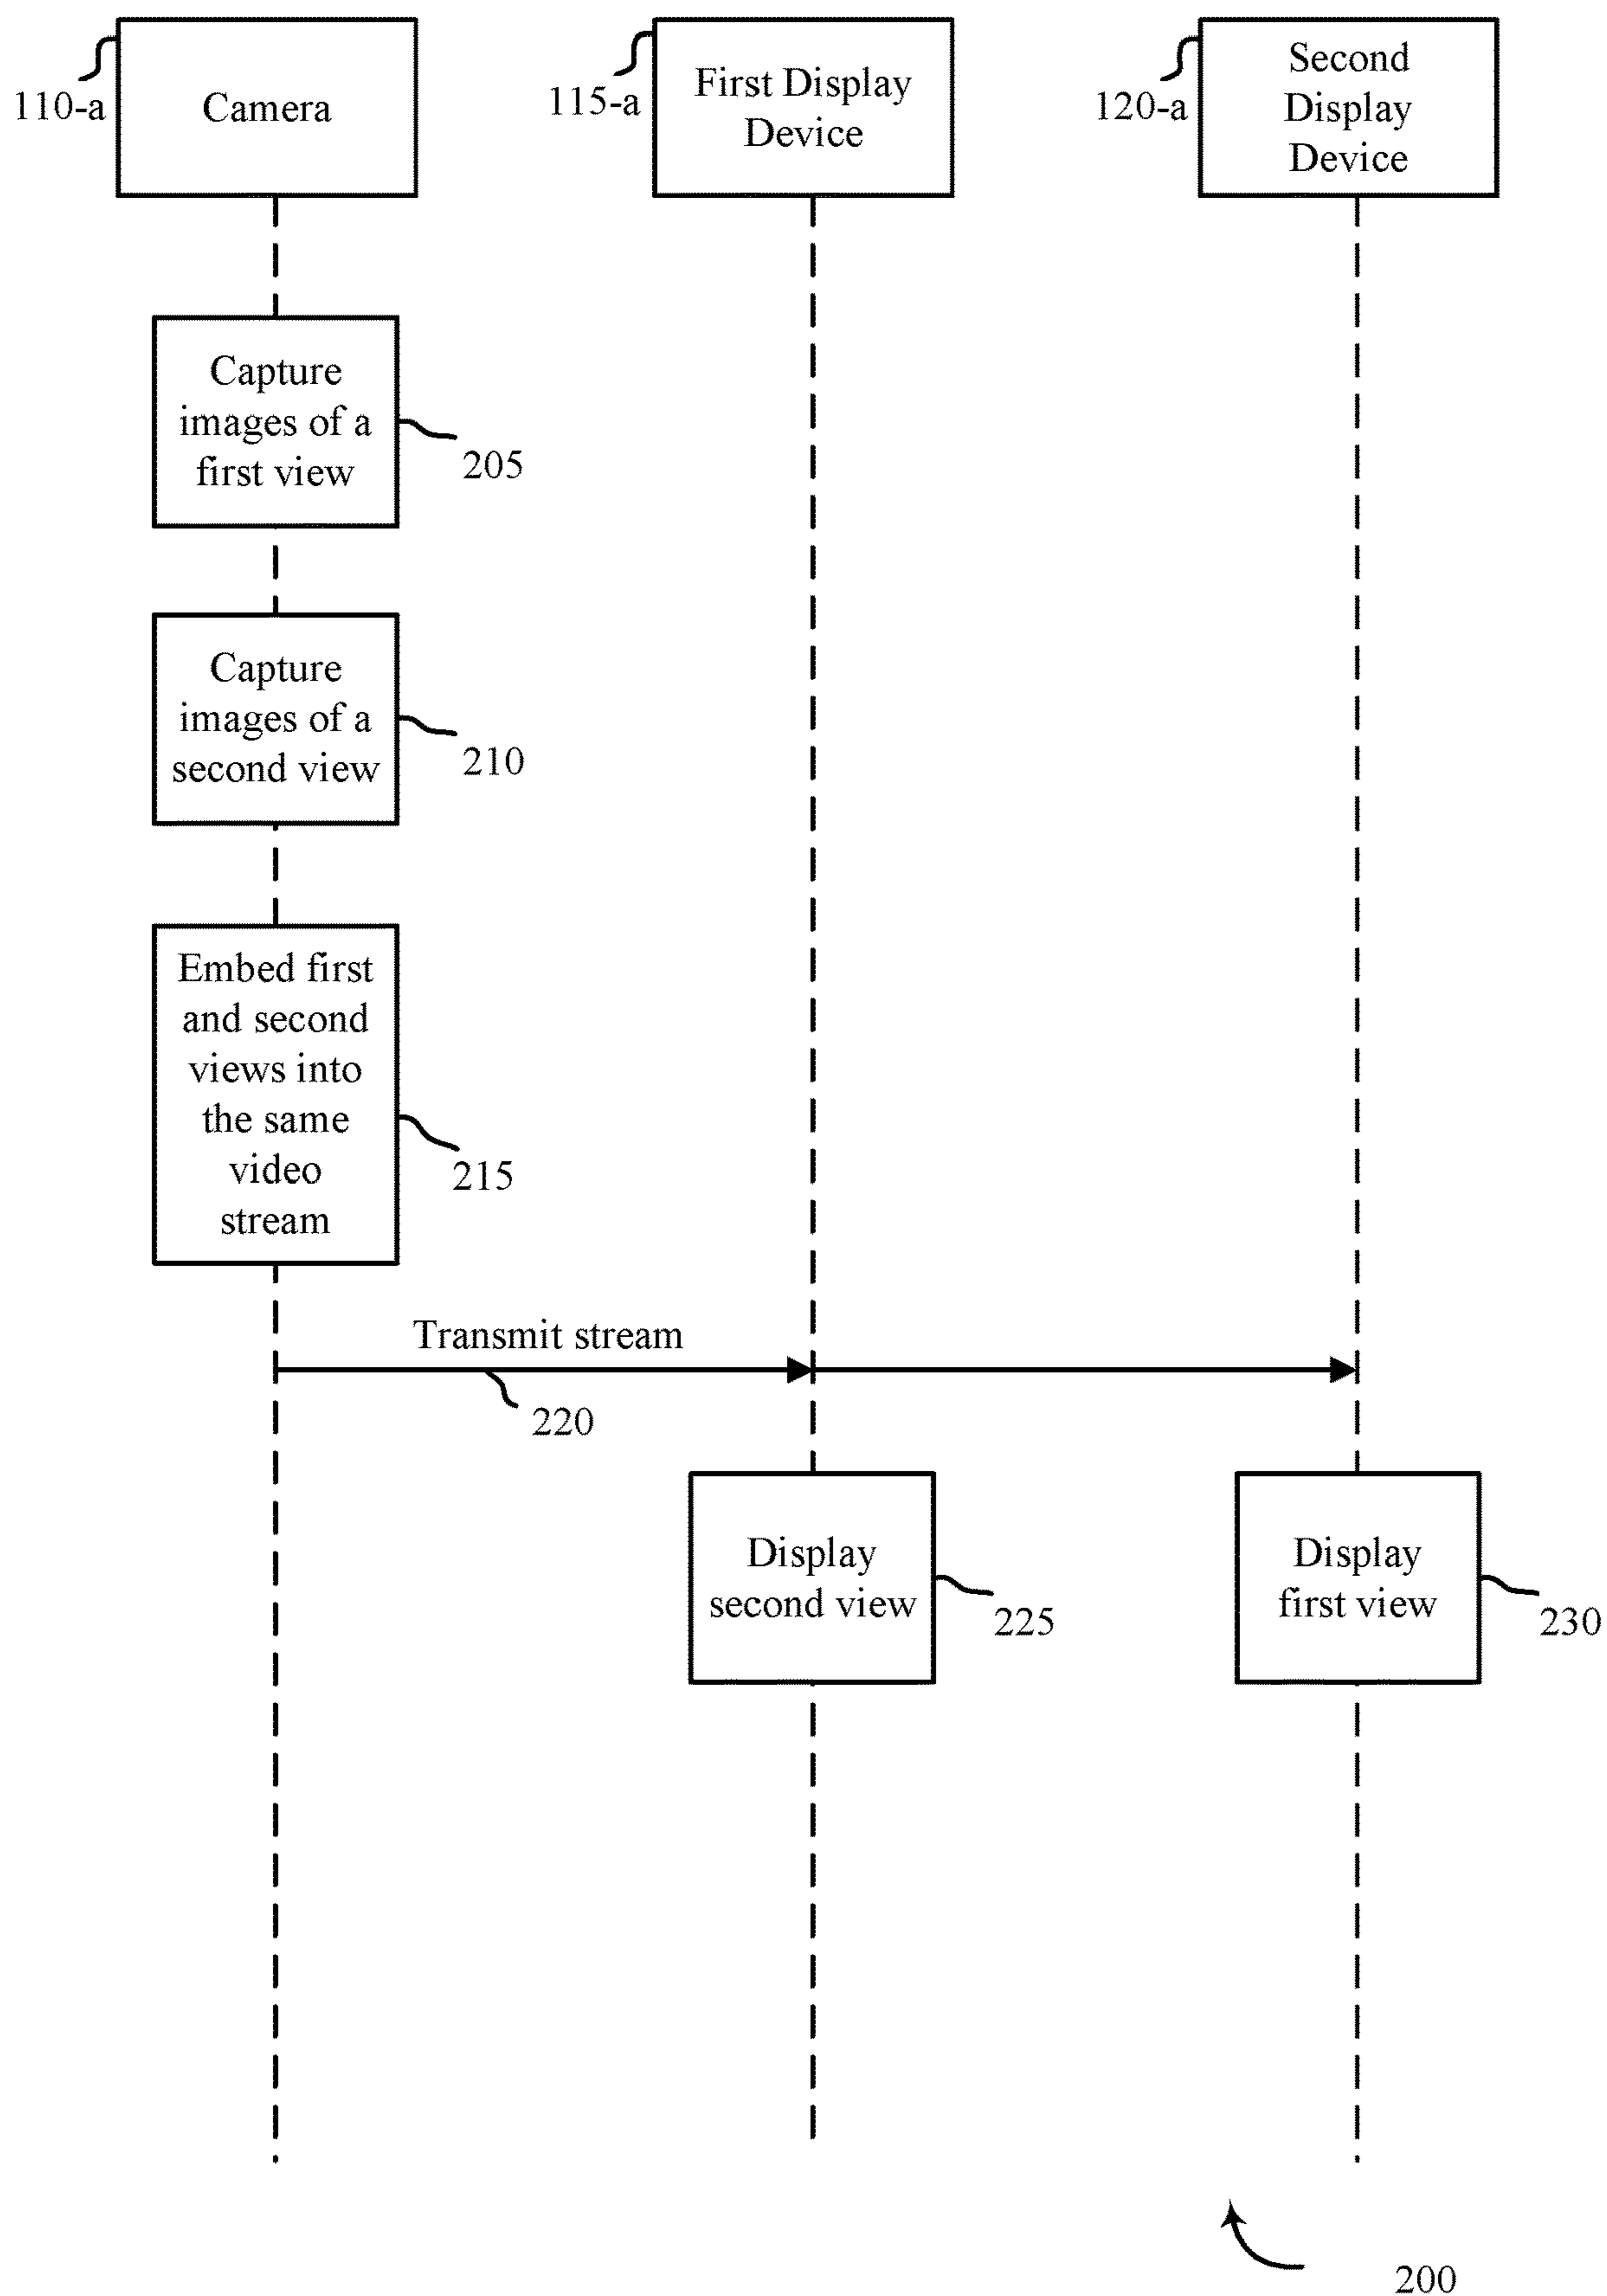 110-a
Camera
115-a
First Display
Device
120-a
Second
Display
Device
Capture
images of a
first view
205
Capture
images of a
second view
210
Embed first
and second
views into
the same
video
stream
215
Transmit stream
220
Display
second view
225
Display
first view
230
200